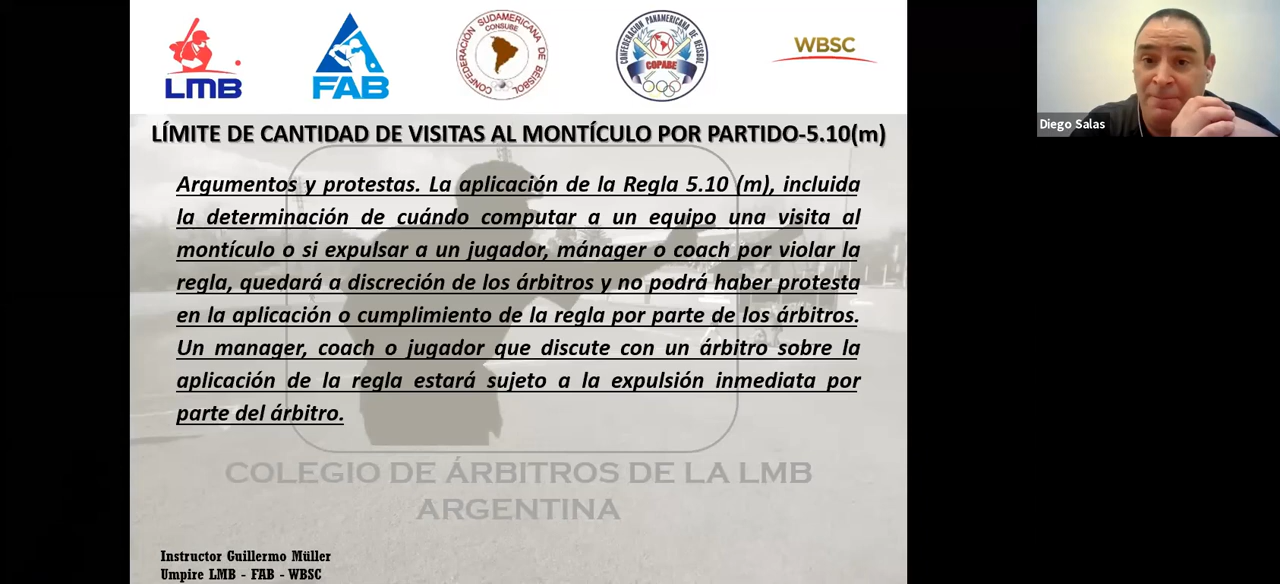 LMB
FAB
CONFEDERACIÓN SUDAMERICANA DE BEISBOL
CONSUBE
CONFEDERACION PANAMERICANA DE BEISBOL
COPABE
WBSC
Diego Salas
LÍMITE DE CANTIDAD DE VISITAS AL MONTÍCULO POR PARTIDO-5.10(m)
Argumentos y protestas. La aplicación de la Regla 5.10 (m), incluida
la determinación de cuándo computar a un equipo una visita al
montículo o si expulsar a un jugador, mánager o coach por violar la
regla, quedará a discreción de los árbitros y no podrá haber protesta
en la aplicación o cumplimiento de la regla por parte de los árbitros.
Un manager, coach o jugador que discute con un árbitro sobre la
aplicación de la regla estará sujeto a la expulsión inmediata por
parte del árbitro.
COLEGIO DE ÁRBITROS DE LA LMB
ARGENTINA
Instructor Guillermo Müller
Umpire LMB - FAB - WBSC